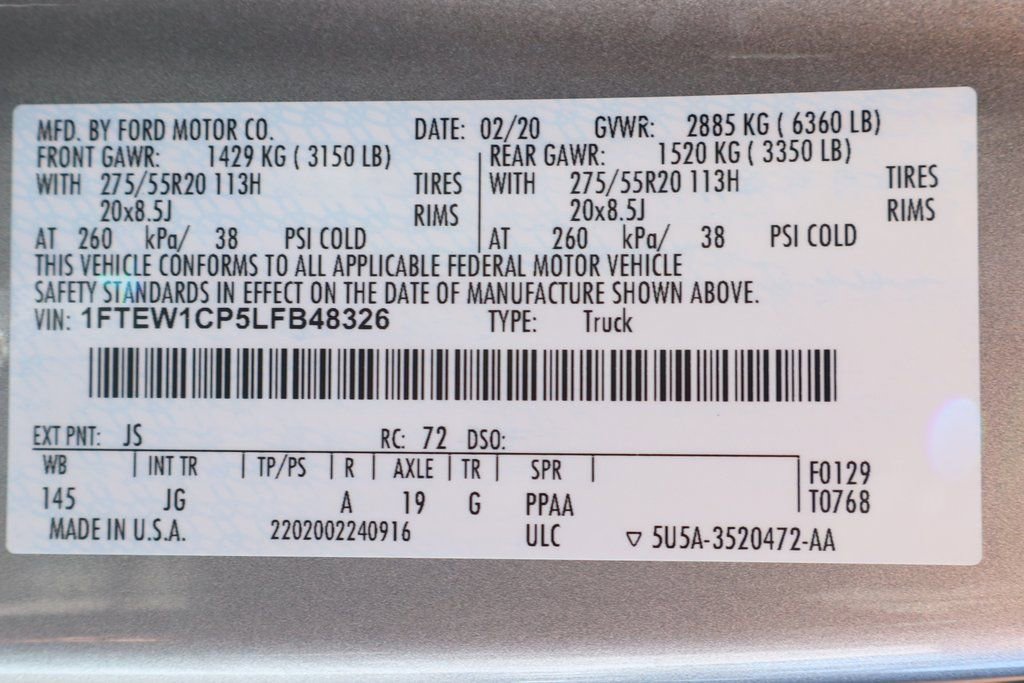 MFD. BY FORD MOTOR CO. DATE: 02/20 GVWR: 2885 KG ( 6360 LB)
FRONT GAWR: 1429 KG ( 3150 LB) REAR GAWR: 1520 KG ( 3350 LB)
WITH 275/55R20 113H TIRES WITH 275/55R20 113H TIRES
20x8.5J RIMS 20x8.5J RIMS
AT 260 kPa/ 38 PSI COLD AT 260 kPa/ 38 PSI COLD
THIS VEHICLE CONFORMS TO ALL APPLICABLE FEDERAL MOTOR VEHICLE
SAFETY STANDARDS IN EFFECT ON THE DATE OF MANUFACTURE SHOWN ABOVE.
VIN: 1FTEW1CP5LFB48326 TYPE: Truck
EXT PNT: JS RC: 72 DSO:
WB INT TR TP/PS R AXLE TR SPR F0129
145 JG A 19 G PPAA T0768
MADE IN U.S.A. 2202002240916 ULC ▽ 5U5A-3520472-AA